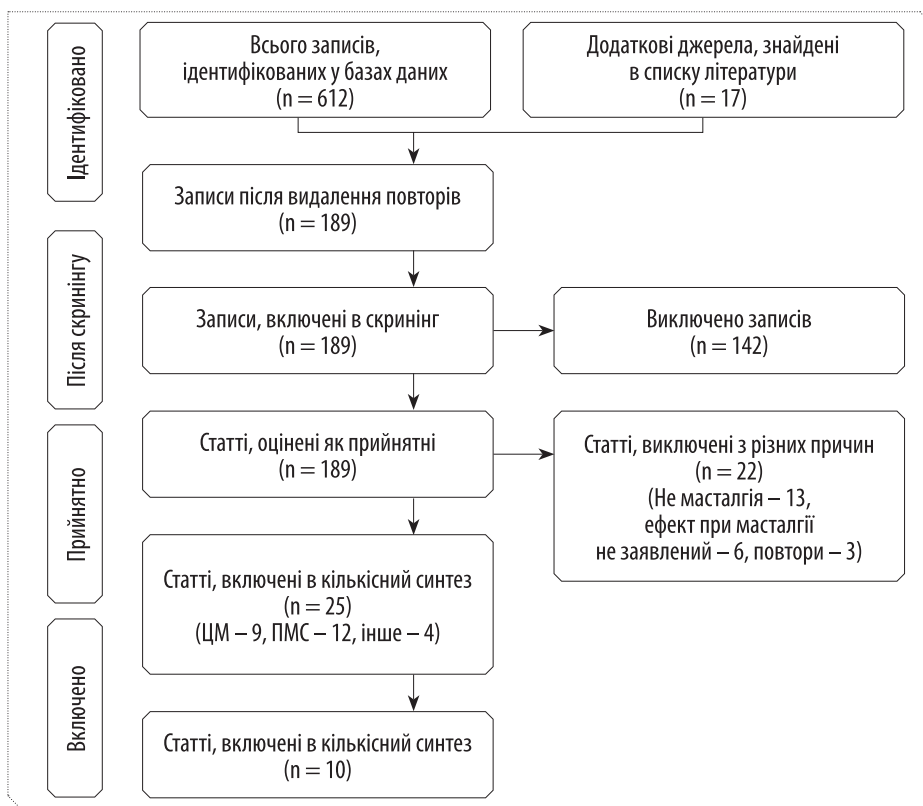 Ідентифіковано
Всього записів,
ідентифікованих у базах даних
(n = 612)
Додаткові джерела, знайдені
в списку літератури
(n = 17)
Записи після видалення повторів
(n = 189)
Після скринінгу
Записи, включені в скринінг
(n = 189)
Виключено записів
(n = 142)
Прийнятно
Статті, оцінені як прийнятні
(n = 189)
Статті, виключені з різних причин
(n = 22)
(Не масталгія – 13,
ефект при масталгії
не заявлений – 6, повтори – 3)
Статті, включені в кількісний синтез
(n = 25)
(ЦМ – 9, ПМС – 12, інше – 4)
Включено
Статті, включені в кількісний синтез
(n = 10)